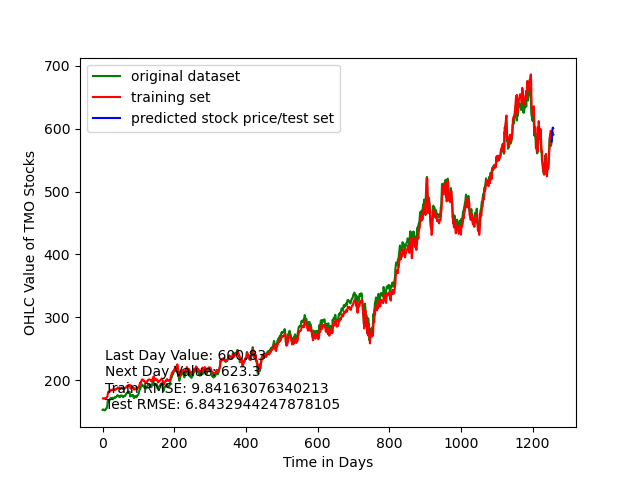 original dataset
training set
predicted stock price/test set
OHLC Value of TMO Stocks
700
600
500
400
300
200
Last Day Value: 600.83
Next Day Value: 623.3
Train RMSE: 9.84163076340213
Test RMSE: 6.8432944247878105
0 200 400 600 800 1000 1200
Time in Days